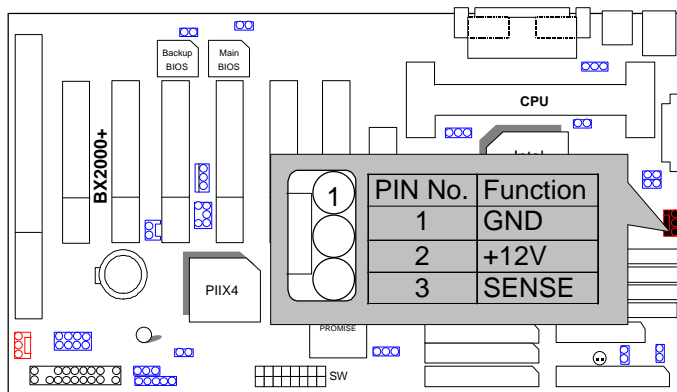 Backup
BIOS
Main
BIOS
CPU
BX2000+
1
PIN No. Function
1 GND
2 +12V
3 SENSE
PIIX4
PROMISE
SW